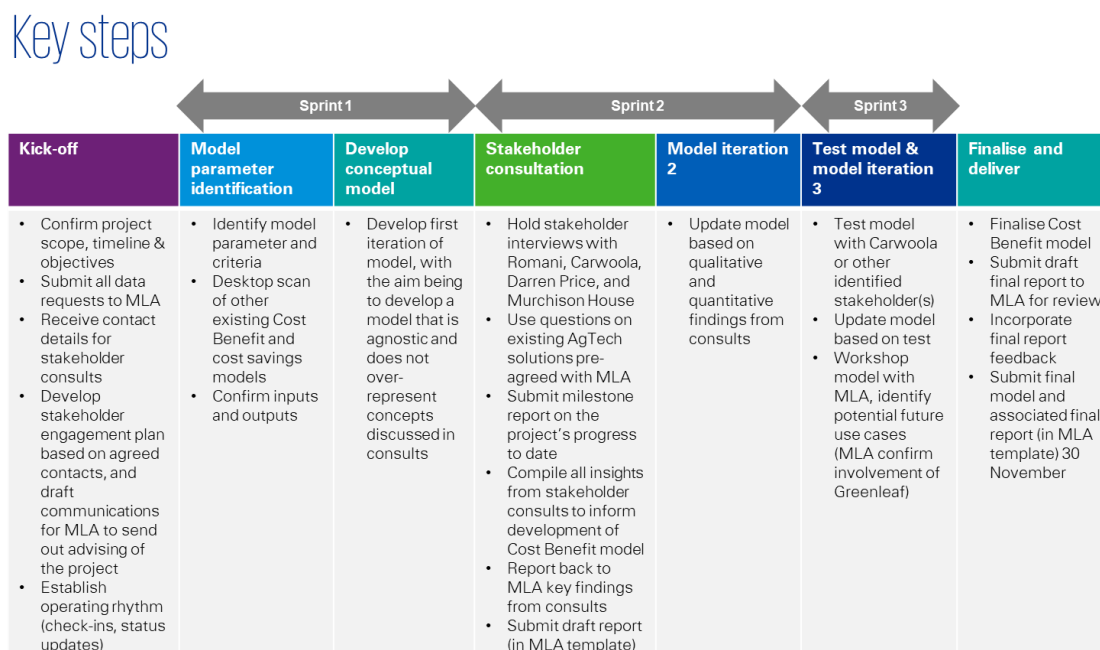 Key steps
Sprint 1
Sprint 2
Sprint 3
Kick-off
• Confirm project
scope, timeline &
objectives
• Submit all data
requests to MLA
• Receive contact
details for
stakeholder
consults
• Develop
stakeholder
engagement plan
based on agreed
contacts, and
draft
communications
for MLA to send
out advising of
the project
• Establish
operating rhythm
(check-ins, status
updates)
Model
parameter
identification
• Identify model
parameter and
criteria
• Desktop scan
of other
existing Cost
Benefit and
cost savings
models
• Confirm inputs
and outputs
Develop
conceptual
model
• Develop first
iteration of
model, with
the aim being
to develop a
model that is
agnostic and
does not
over-
represent
concepts
discussed in
consults
Stakeholder
consultation
• Hold stakeholder
interviews with
Romani, Carwoola,
Darren Price, and
Murchison House
• Use questions on
existing AgTech
solutions pre-
agreed with MLA
• Submit milestone
report on the
project's progress
to date
• Compile all insights
from stakeholder
consults to inform
development of
Cost Benefit model
• Report back to
MLA key findings
from consults
• Submit draft report
(in MLA template)
Model iteration
2
• Update model
based on
qualitative
and
quantitative
findings from
consults
Test model &
model iteration
3
• Test model
with Carwoola
or other
identified
stakeholder(s)
• Update model
based on test
• Workshop
model with
MLA, identify
potential future
use cases
(MLA confirm
involvement of
Greenleaf)
Finalise and
deliver
• Finalise Cost
Benefit model
• Submit draft
final report to
MLA for review
• Incorporate
final report
feedback
• Submit final
model and
associated final
report (in MLA
template) 30
November